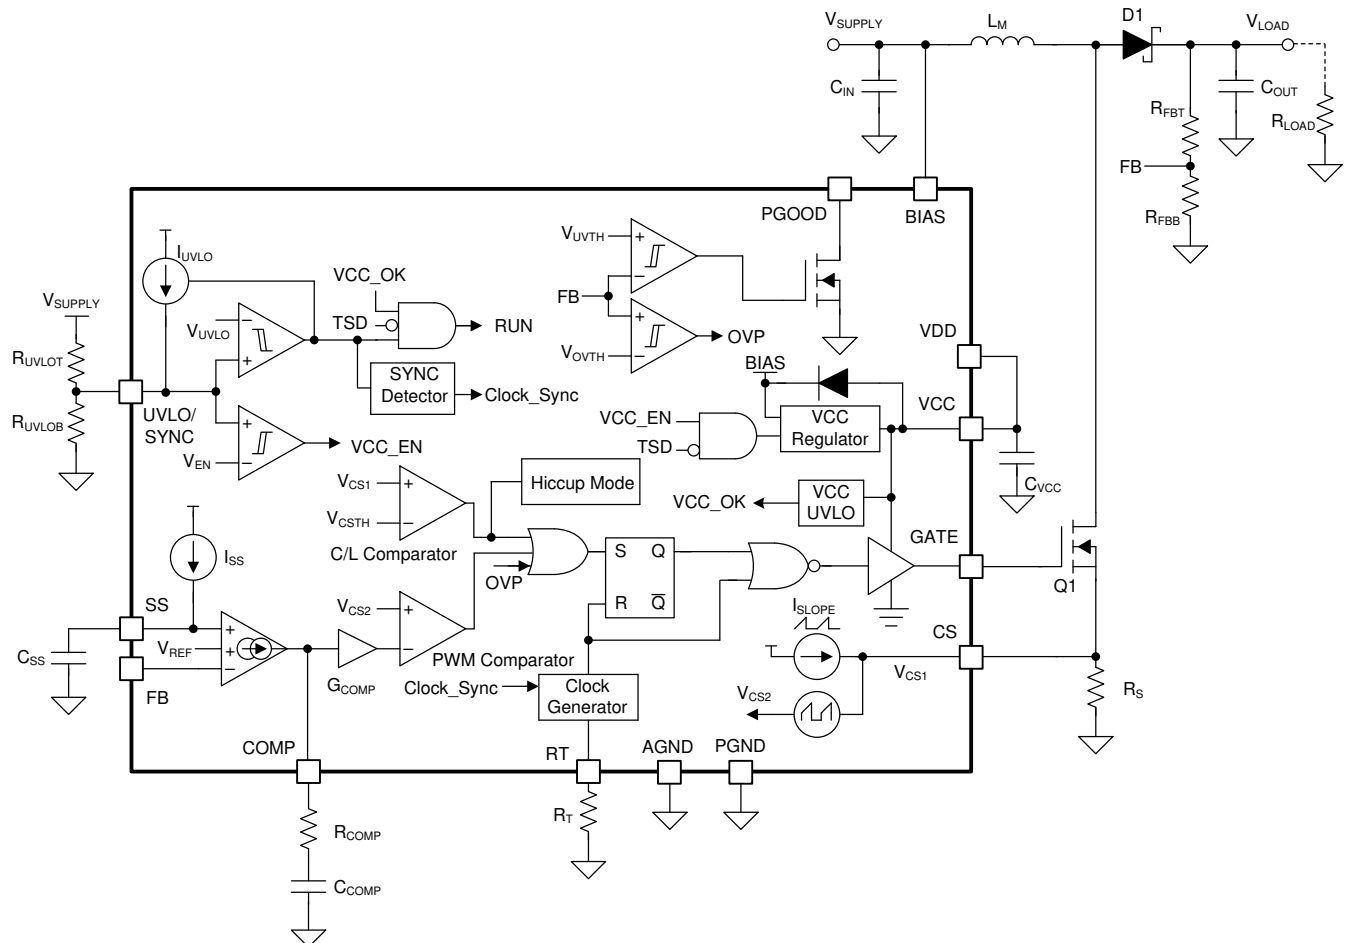 VSUPPLY
LM
D1
VLOAD
CIN
COUT
RFBT
RLOAD
FB
RFBB
PGOOD
BIAS
IUVLO
VUVTH
VCC_OK
FB
VSUPPLY
VUVLO
TSD
RUN
OVP
VDD
RUVLOT
VOVTH
SYNC
Detector
Clock_Sync
BIAS
UVLO/
SYNC
VCC_EN
VCC
Regulator
VCC
RUVLOB
VEN
VCC_EN
TSD
VCS1
Hiccup Mode
CVCC
VCSTH
VCC_OK
VCC
UVLO
C/L Comparator
GATE
ISS
S Q
OVP
Q1
SS
VCS2
R Q
ISLOPE
CS
VREF
CSS
PWM Comparator
VCS1
FB
GCOMP
Clock_Sync
Clock
Generator
VCS2
RS
COMP
RT
AGND
PGND
RT
RCOMP
CCOMP